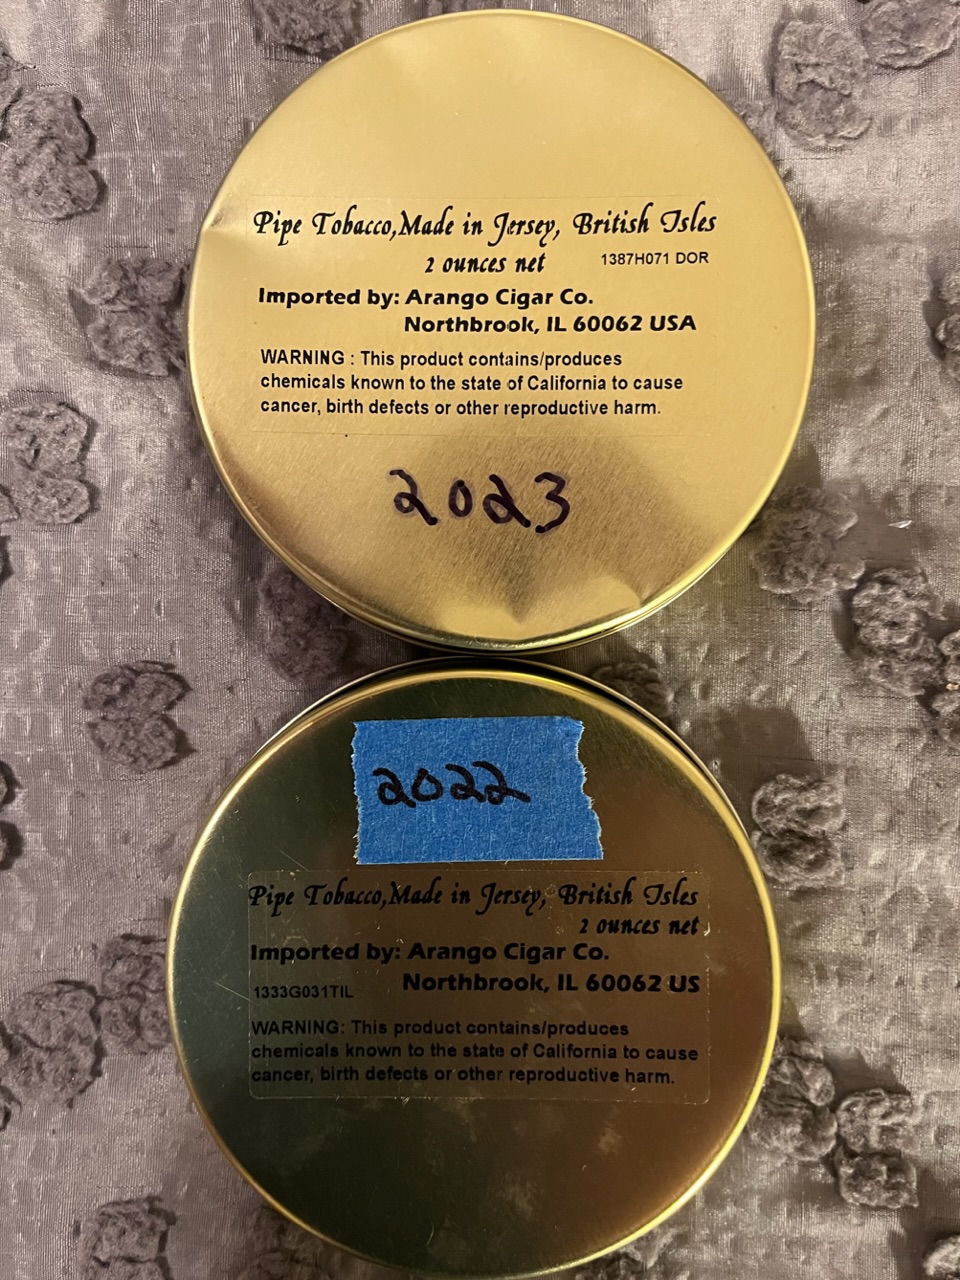 Pipe Tobacco,Made in Jersey, British Isles
2 ounces net 1387H071 DOR
Imported by: Arango Cigar Co.
Northbrook, IL 60062 USA
WARNING : This product contains/produces
chemicals known to the state of California to cause
cancer, birth defects or other reproductive harm.
2023
2022
Pipe Tobacco,Made in Jersey, British Isles
2 ounces net
Imported by: Arango Cigar Co.
1333G031TIL Northbrook, IL 60062 US
WARNING: This product contains/produces
chemicals known to the state of California to cause
cancer, birth defects or other reproductive harm.